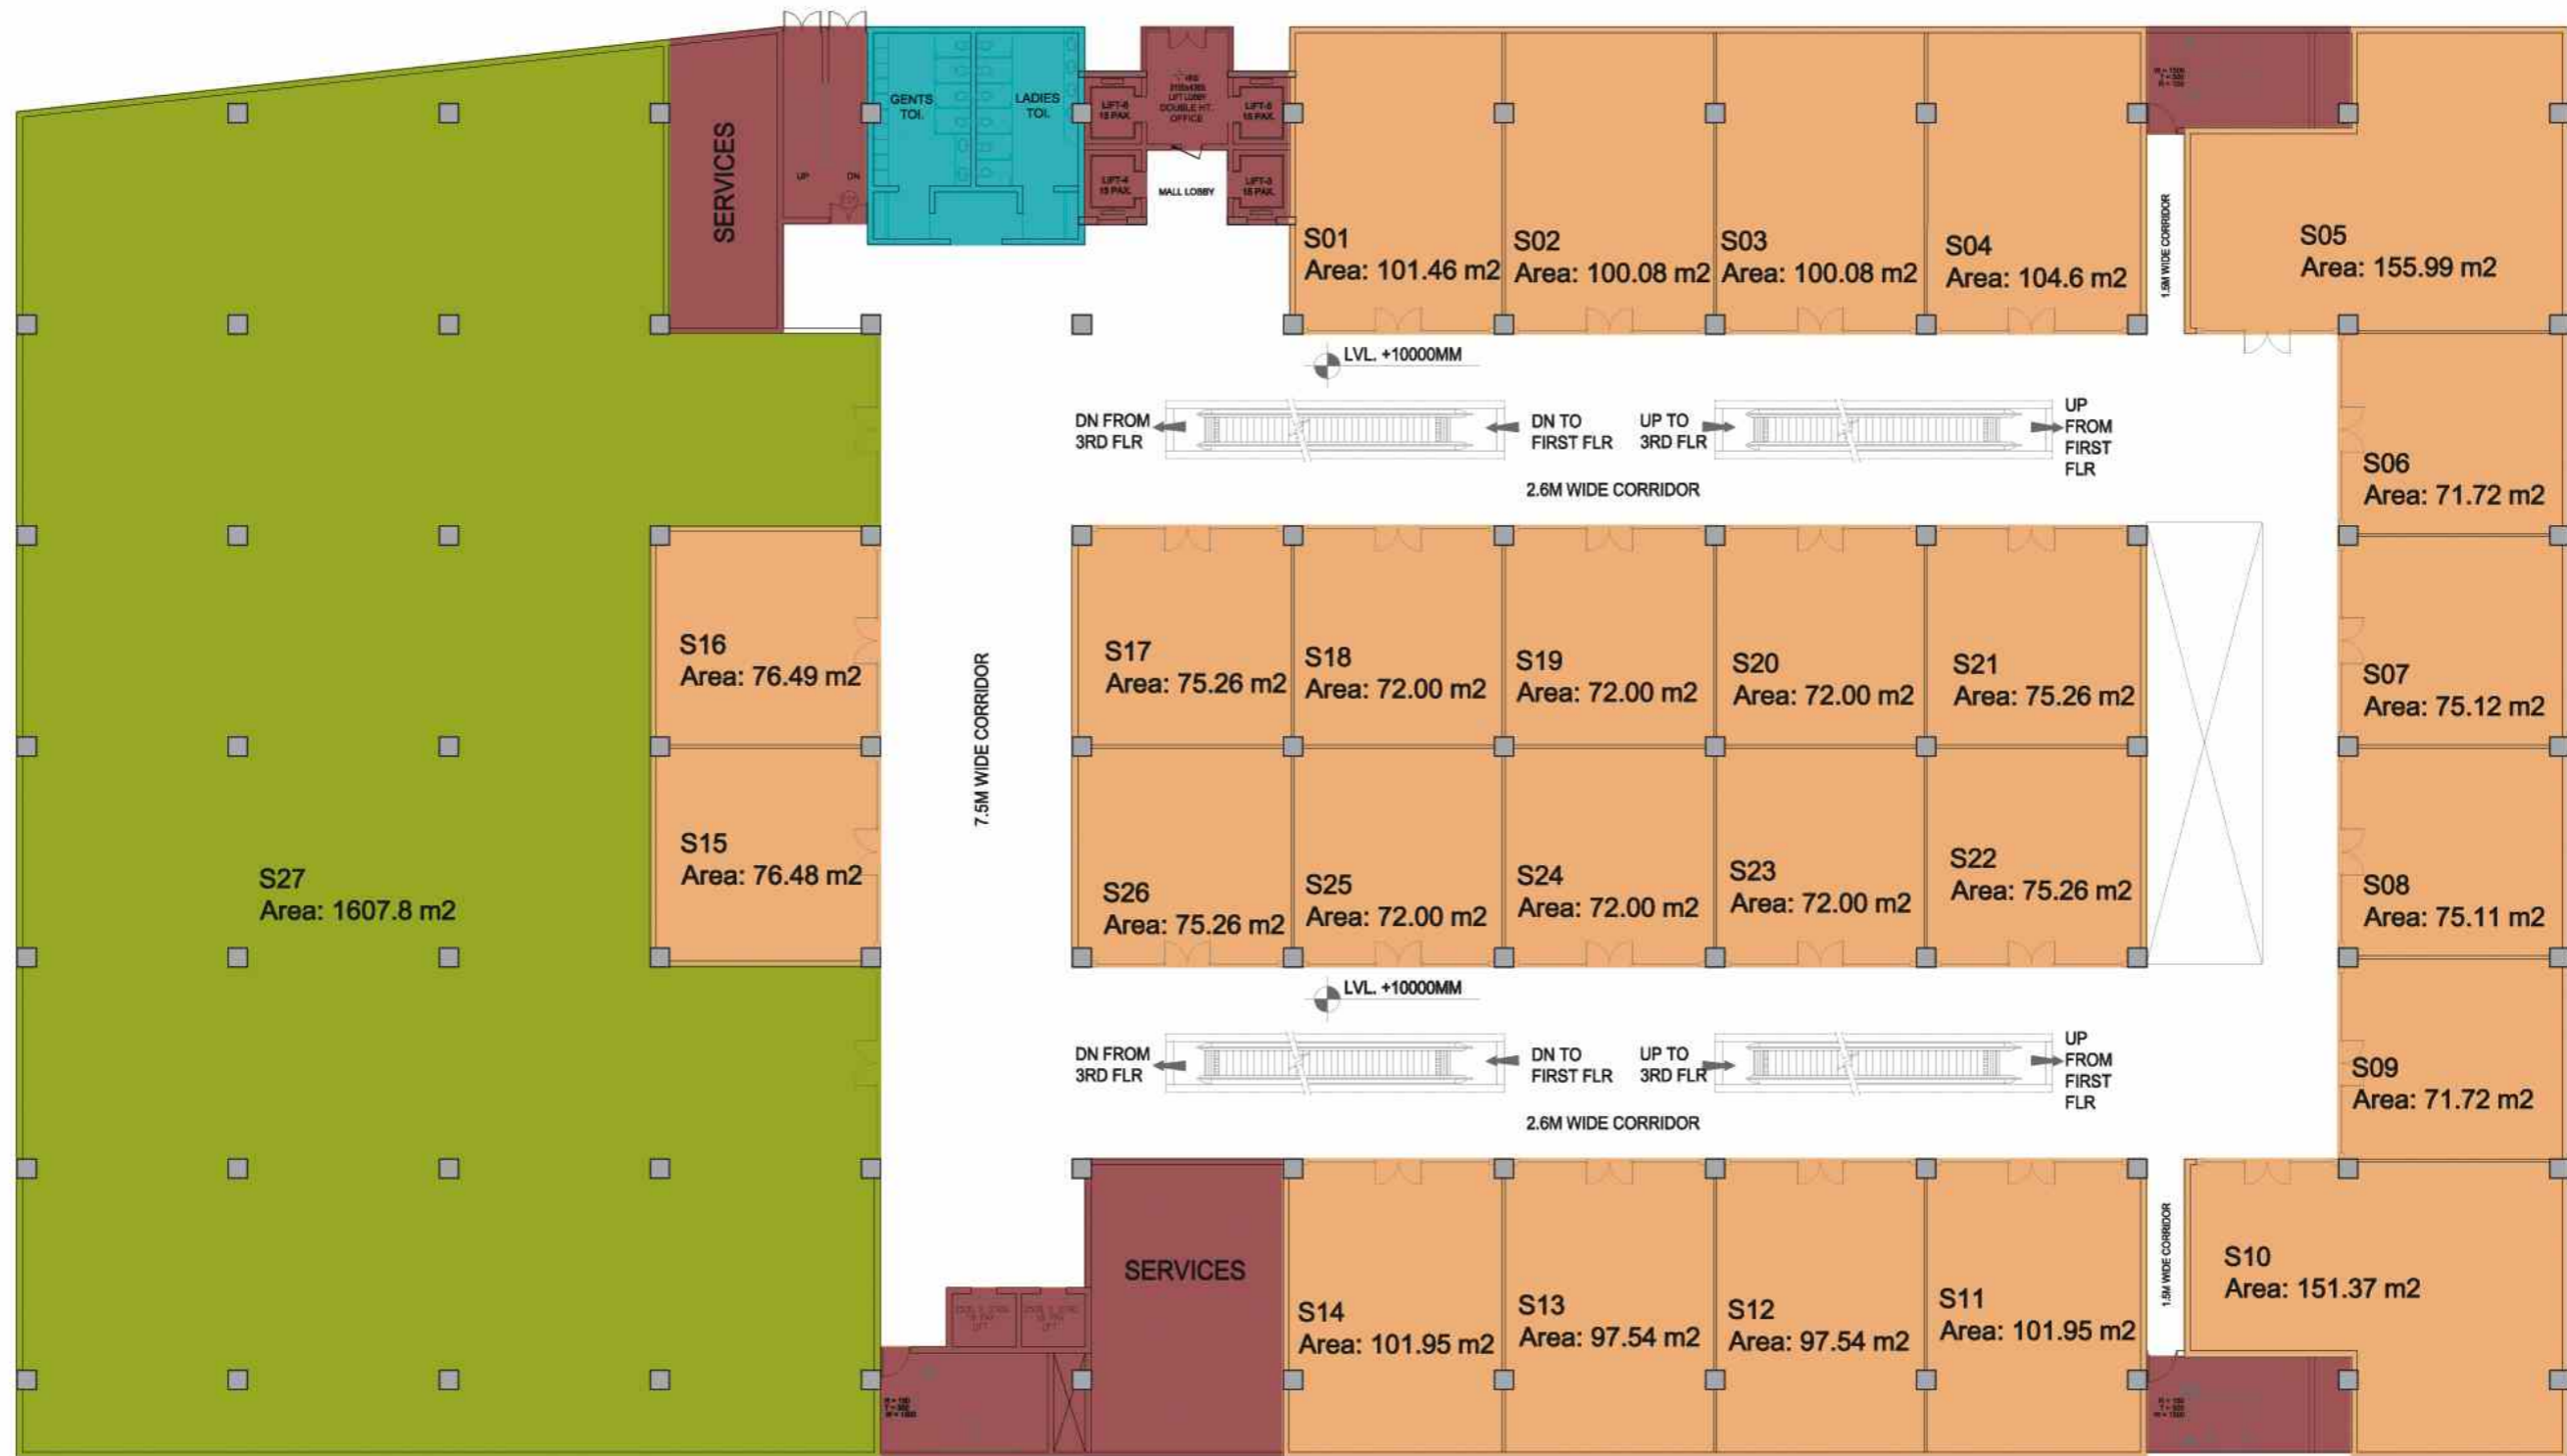 SERVICES
UP
DN
GENTS
TOI.
LADIES
TOI.
LIFT-6
15 PAX.
LIFT LOBBY
DOUBLE HT.
OFFICE
LIFT-5
15 PAX.
LIFT-4
15 PAX.
MALL LOBBY
LIFT-3
15 PAX.
S01
Area: 101.46 m2
S02
Area: 100.08 m2
S03
Area: 100.08 m2
S04
Area: 104.6 m2
1.5M WIDE CORRIDOR
S05
Area: 155.99 m2
LVL. +10000MM
DN FROM
3RD FLR
DN TO
FIRST FLR
UP TO
3RD FLR
UP
FROM
FIRST
FLR
2.6M WIDE CORRIDOR
S06
Area: 71.72 m2
S16
Area: 76.49 m2
7.5M WIDE CORRIDOR
S17
Area: 75.26 m2
S18
Area: 72.00 m2
S19
Area: 72.00 m2
S20
Area: 72.00 m2
S21
Area: 75.26 m2
S07
Area: 75.12 m2
S27
Area: 1607.8 m2
S15
Area: 76.48 m2
S26
Area: 75.26 m2
S25
Area: 72.00 m2
S24
Area: 72.00 m2
S23
Area: 72.00 m2
S22
Area: 75.26 m2
S08
Area: 75.11 m2
LVL. +10000MM
DN FROM
3RD FLR
DN TO
FIRST FLR
UP TO
3RD FLR
UP
FROM
FIRST
FLR
2.6M WIDE CORRIDOR
S09
Area: 71.72 m2
SERVICES
S14
Area: 101.95 m2
S13
Area: 97.54 m2
S12
Area: 97.54 m2
S11
Area: 101.95 m2
1.5M WIDE CORRIDOR
S10
Area: 151.37 m2